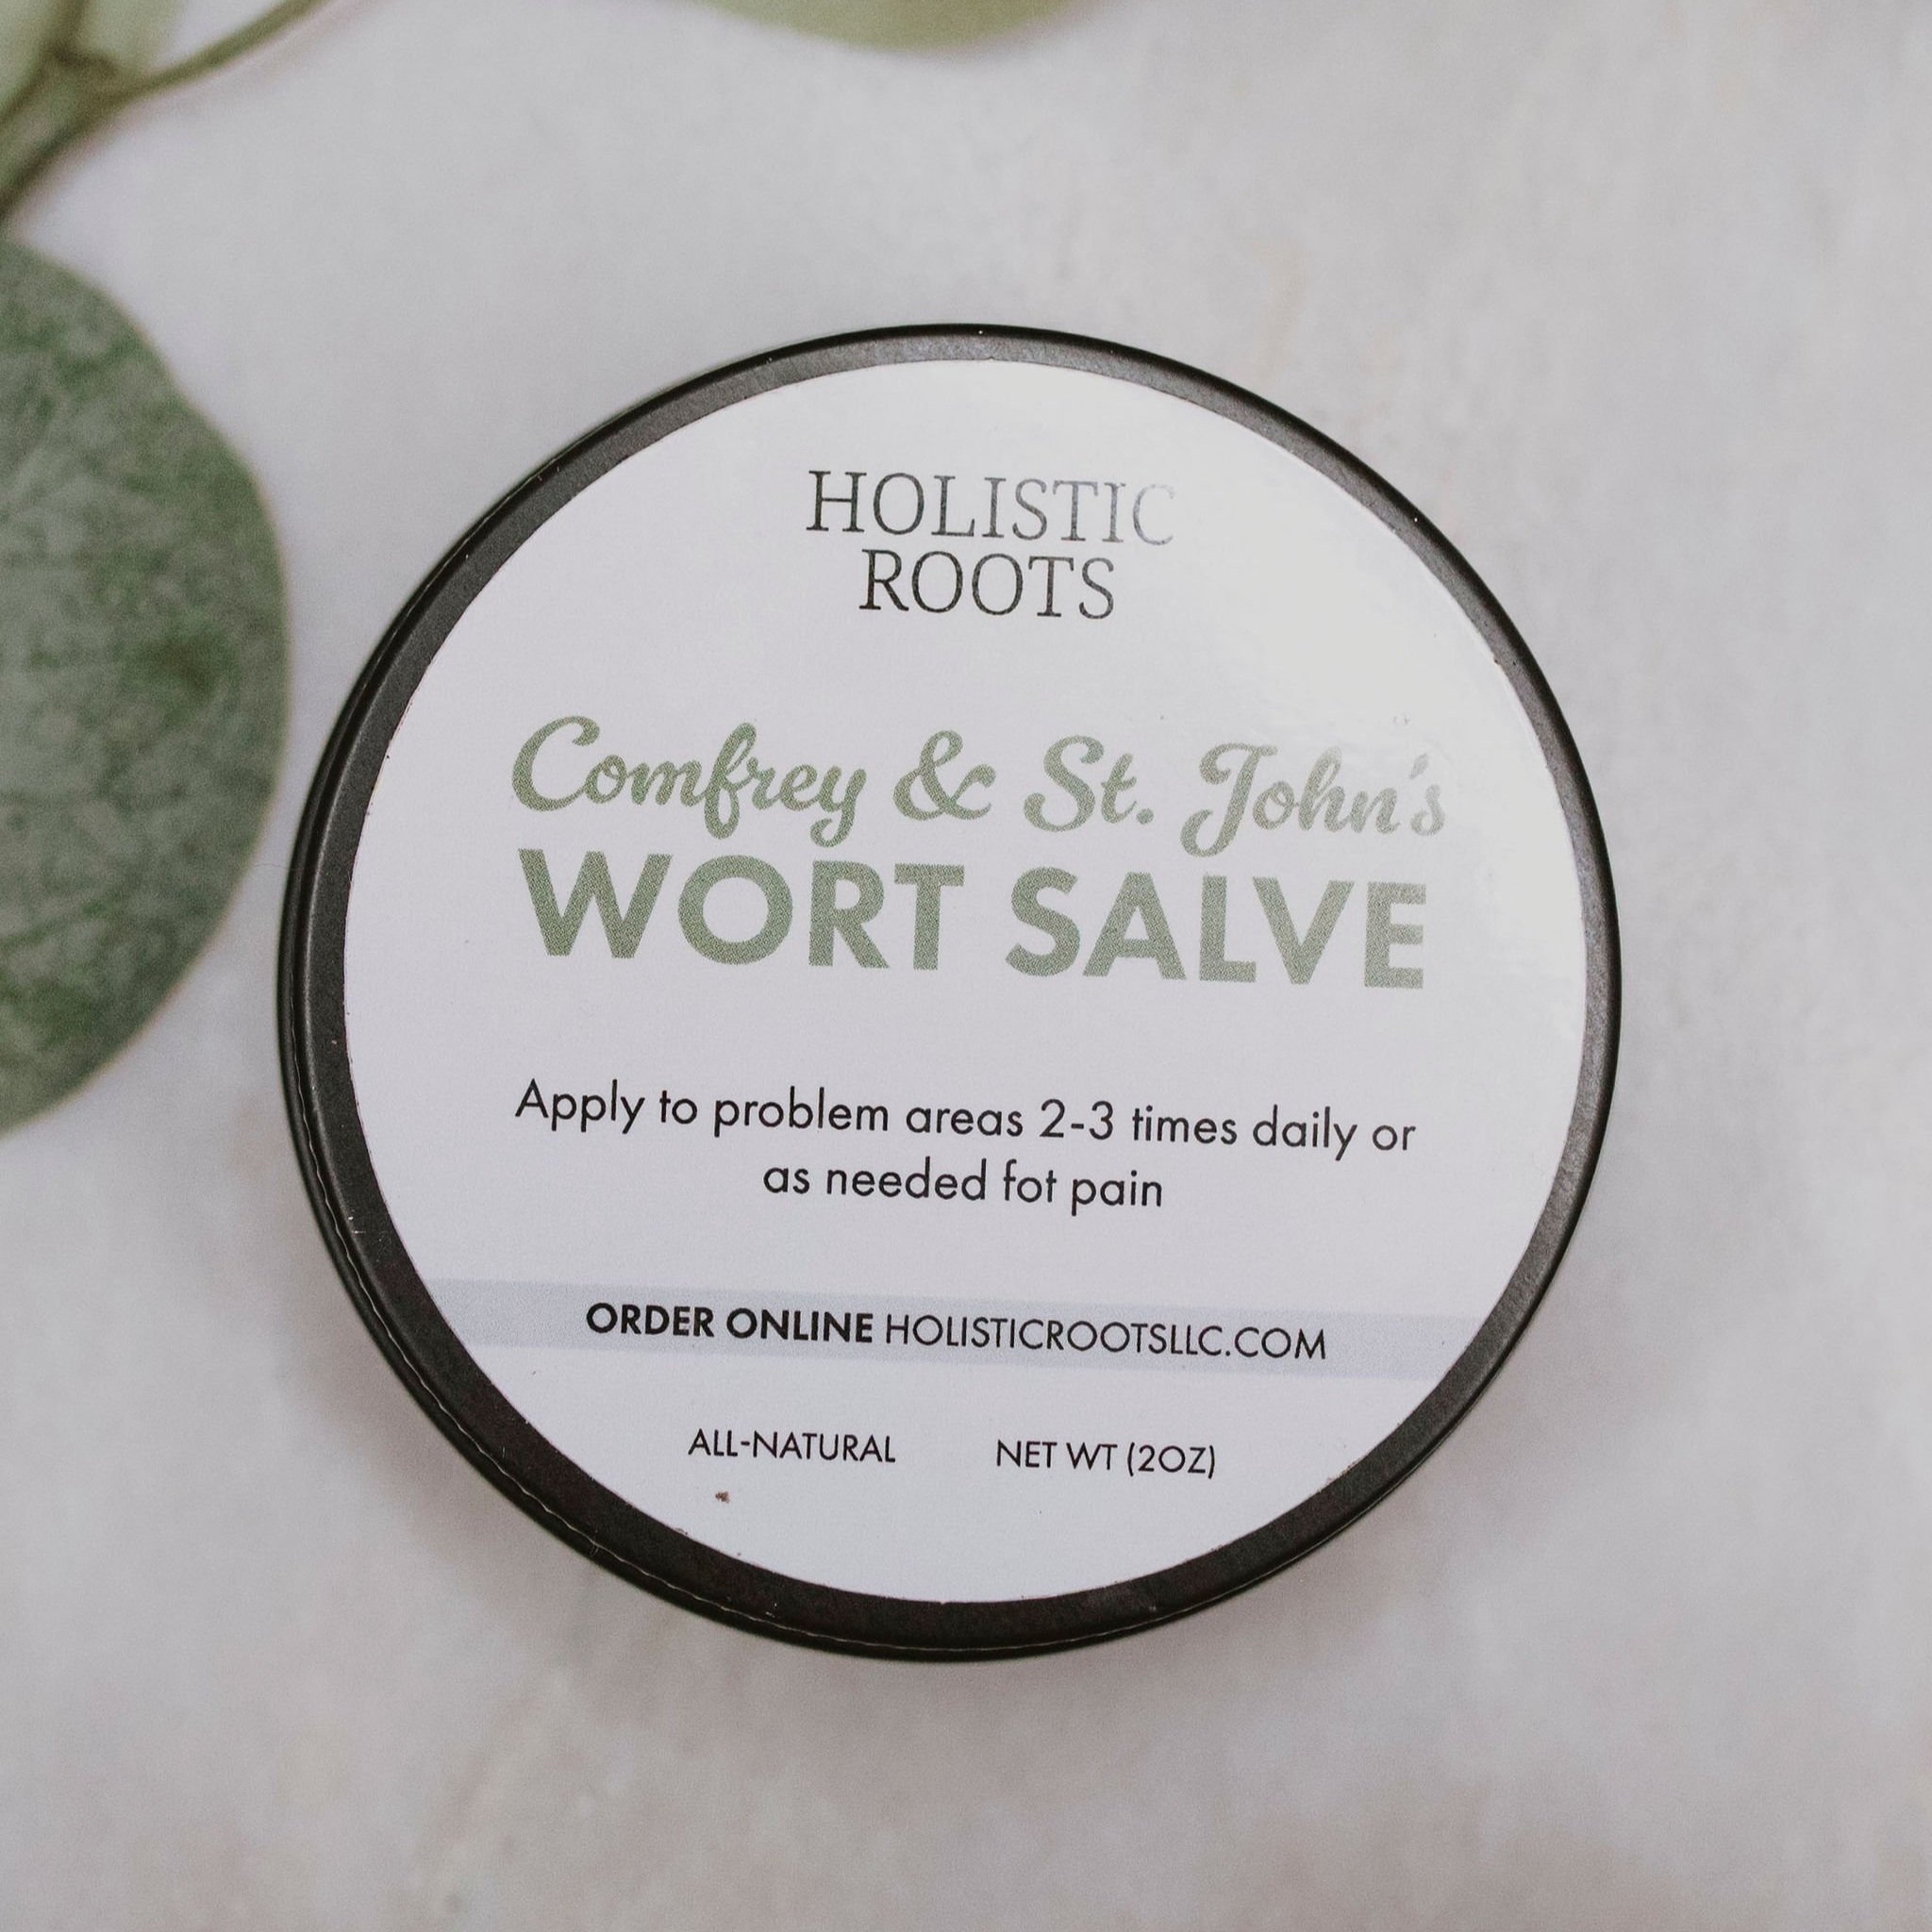 HOLISTIC
ROOTS
Comfrey & St. John's
WORT SALVE
Apply to problem areas 2-3 times daily or
as needed fot pain
ORDER ONLINE HOLISTICROOTSLLC.COM
ALL-NATURAL NET WT (2OZ)